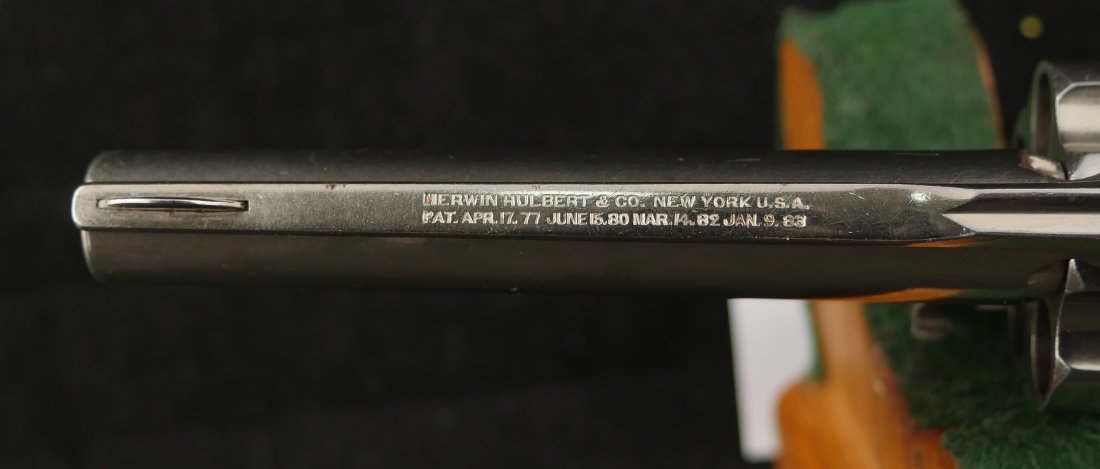 MERWIN HULBERT & CO. NEW YORK U.S.A.
PAT. APR. 17. 77 JUNE 15. 80 MAR. 14. 82 JAN. 9. 83